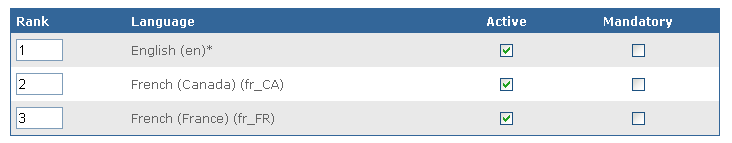 Rank Language Active Mandatory
1 English (en)*
2 French (Canada) (fr_CA)
3 French (France) (fr_FR)